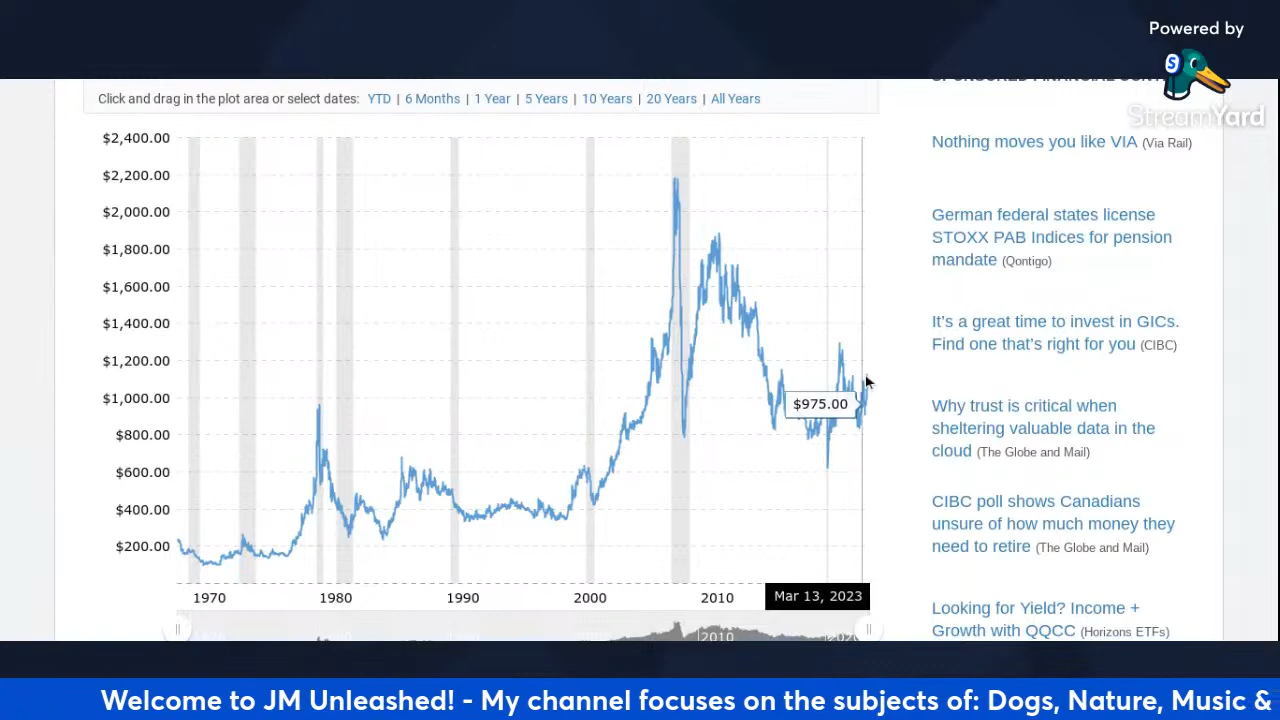 Powered by
StreamYard
Click and drag in the plot area or select dates: YTD | 6 Months | 1 Year | 5 Years | 10 Years | 20 Years | All Years
$2,400.00
$2,200.00
$2,000.00
$1,800.00
$1,600.00
$1,400.00
$1,200.00
$1,000.00
$800.00
$600.00
$400.00
$200.00
$975.00
1970
1980
1990
2000
2010
Mar 13, 2023
2010
Nothing moves you like VIA (Via Rail)
German federal states license
STOXX PAB Indices for pension
mandate (Qontigo)
It's a great time to invest in GICs.
Find one that's right for you (CIBC)
Why trust is critical when
sheltering valuable data in the
cloud (The Globe and Mail)
CIBC poll shows Canadians
unsure of how much money they
need to retire (The Globe and Mail)
Looking for Yield? Income +
Growth with QQCC (Horizons ETFs)
Welcome to JM Unleashed! - My channel focuses on the subjects of: Dogs, Nature, Music &